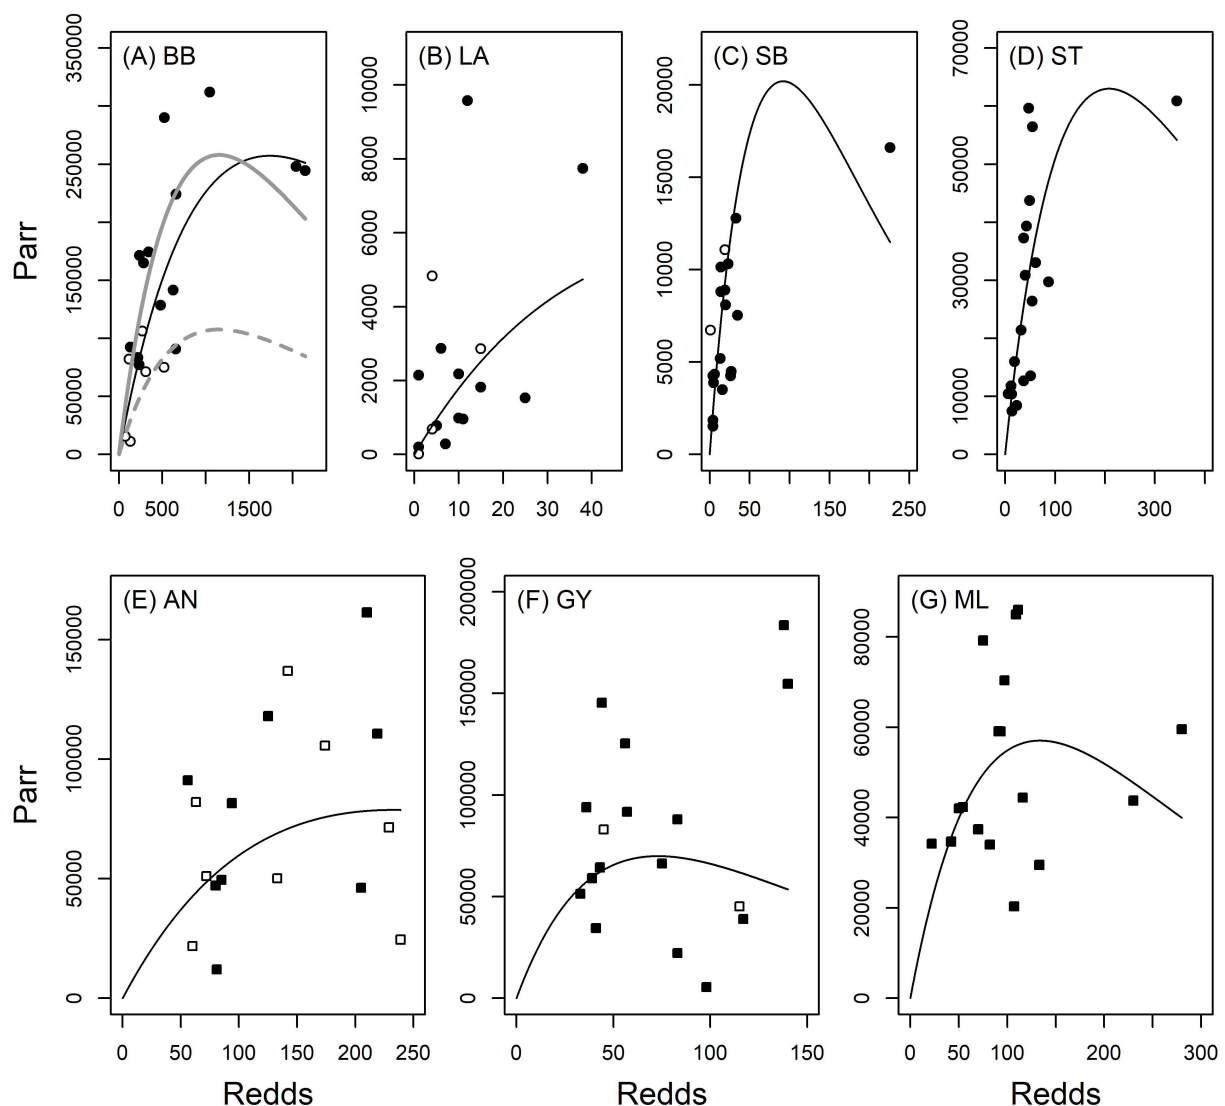 (A) BB
(B) LA
(C) SB
(D) ST
Parr
0
50000
150000
250000
350000
0 500 1500
0
2000
4000
6000
8000
10000
0 10 20 30 40
0
5000
10000
15000
20000
0 50 150 250
0
10000
30000
50000
70000
0 100 300
(E) AN
(F) GY
(G) ML
Parr
0
50000
100000
150000
0 50 100 150 200 250
0
50000
100000
150000
200000
0 50 100 150
0
20000
40000
60000
80000
0 50 100 200 300
Redds
Redds
Redds